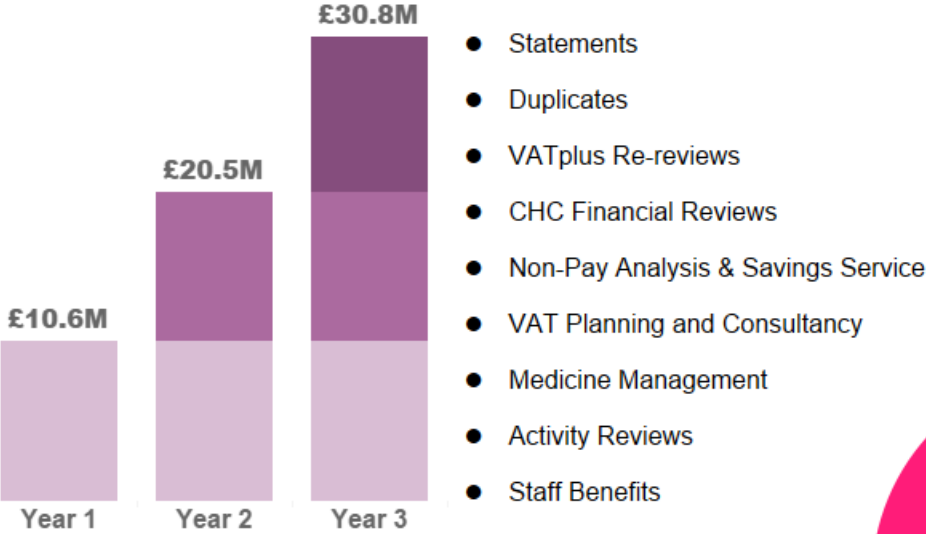 £30.8M
£20.5M
£10.6M
Year 1
Year 2
Year 3
● Statements
● Duplicates
● VATplus Re-reviews
● CHC Financial Reviews
● Non-Pay Analysis & Savings Service
● VAT Planning and Consultancy
● Medicine Management
● Activity Reviews
● Staff Benefits